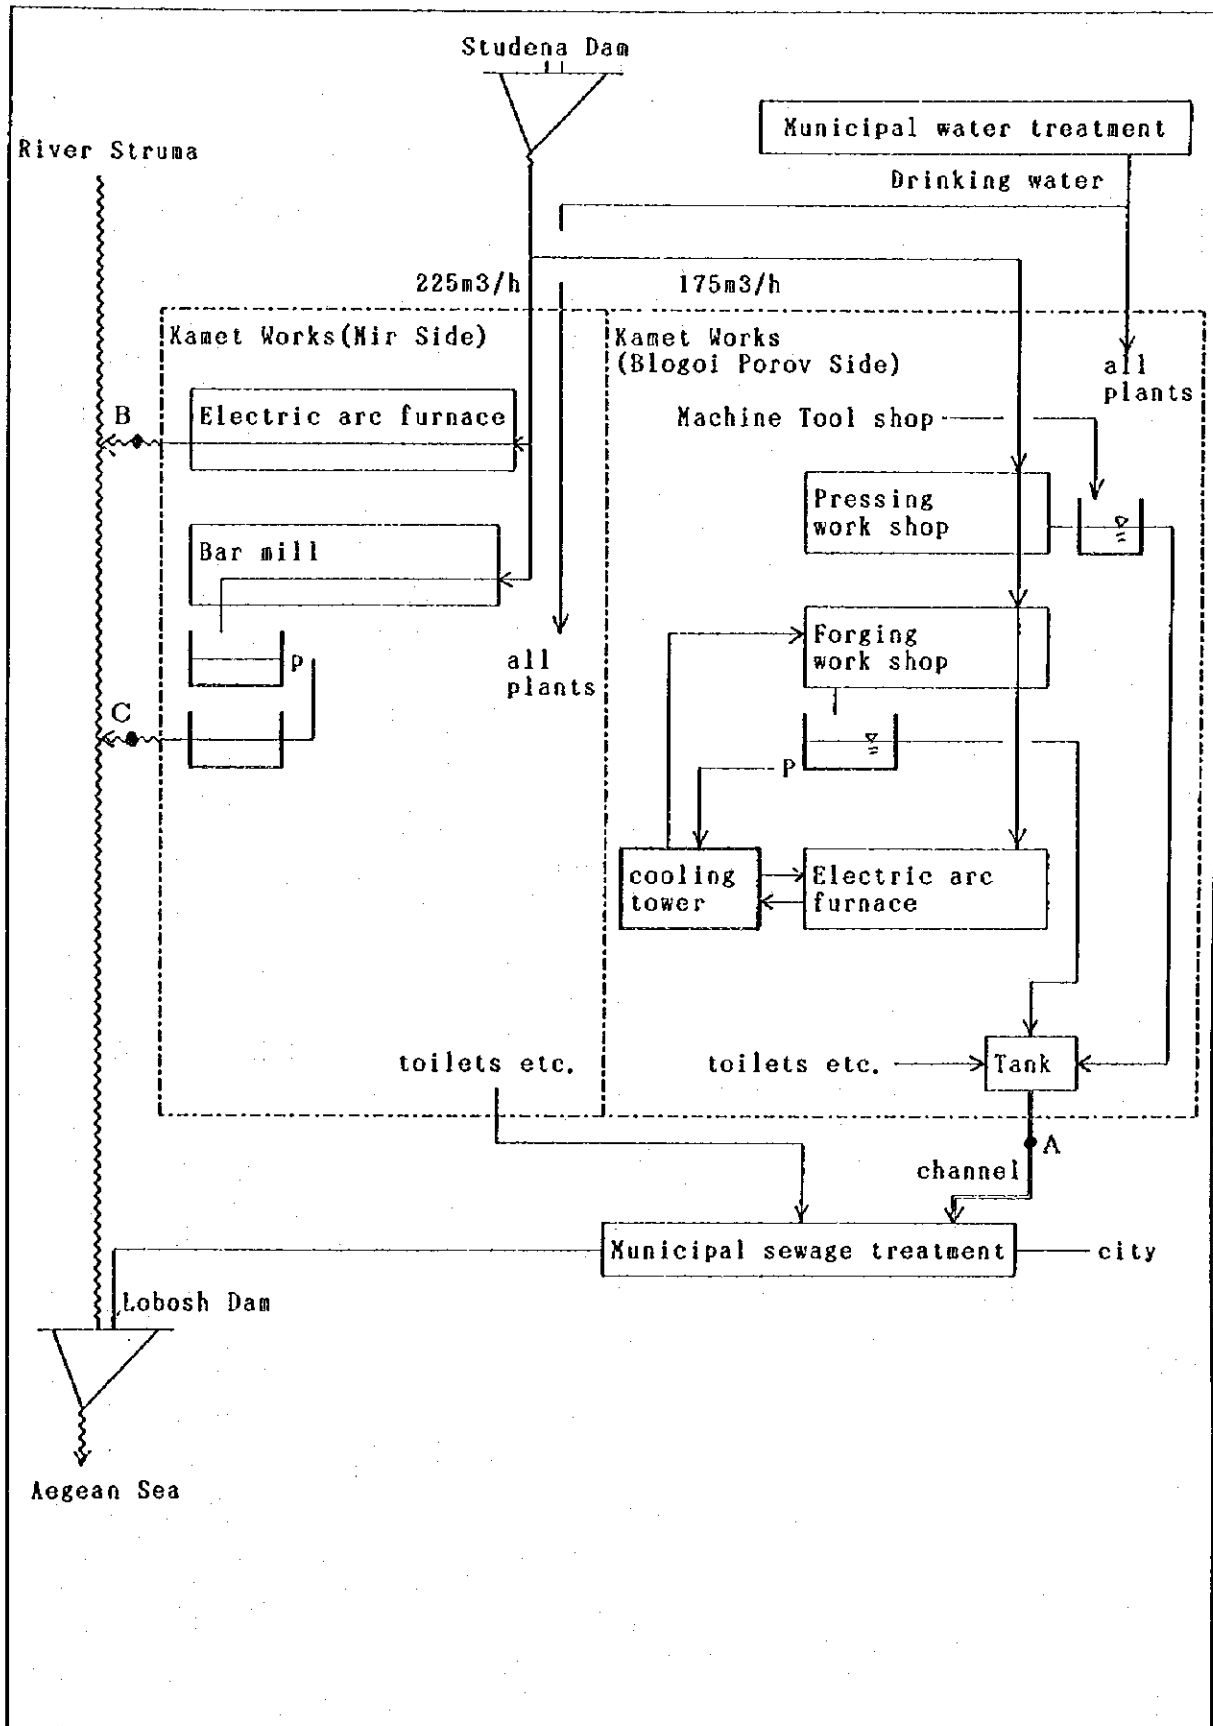 Studena Dam
Municipal water treatment
River Struma
Drinking water
225m3/h
175m3/h
Kamet Works(Mir Side)
Kamet Works
(Blogoi Porov Side)
all
plants
B
Electric arc furnace
Machine Tool shop
Pressing
work shop
Bar mill
Forging
work shop
P
all
plants
C
P
cooling
tower
Electric arc
furnace
toilets etc.
toilets etc.
Tank
A
channel
Municipal sewage treatment
city
Lobosh Dam
Aegean Sea